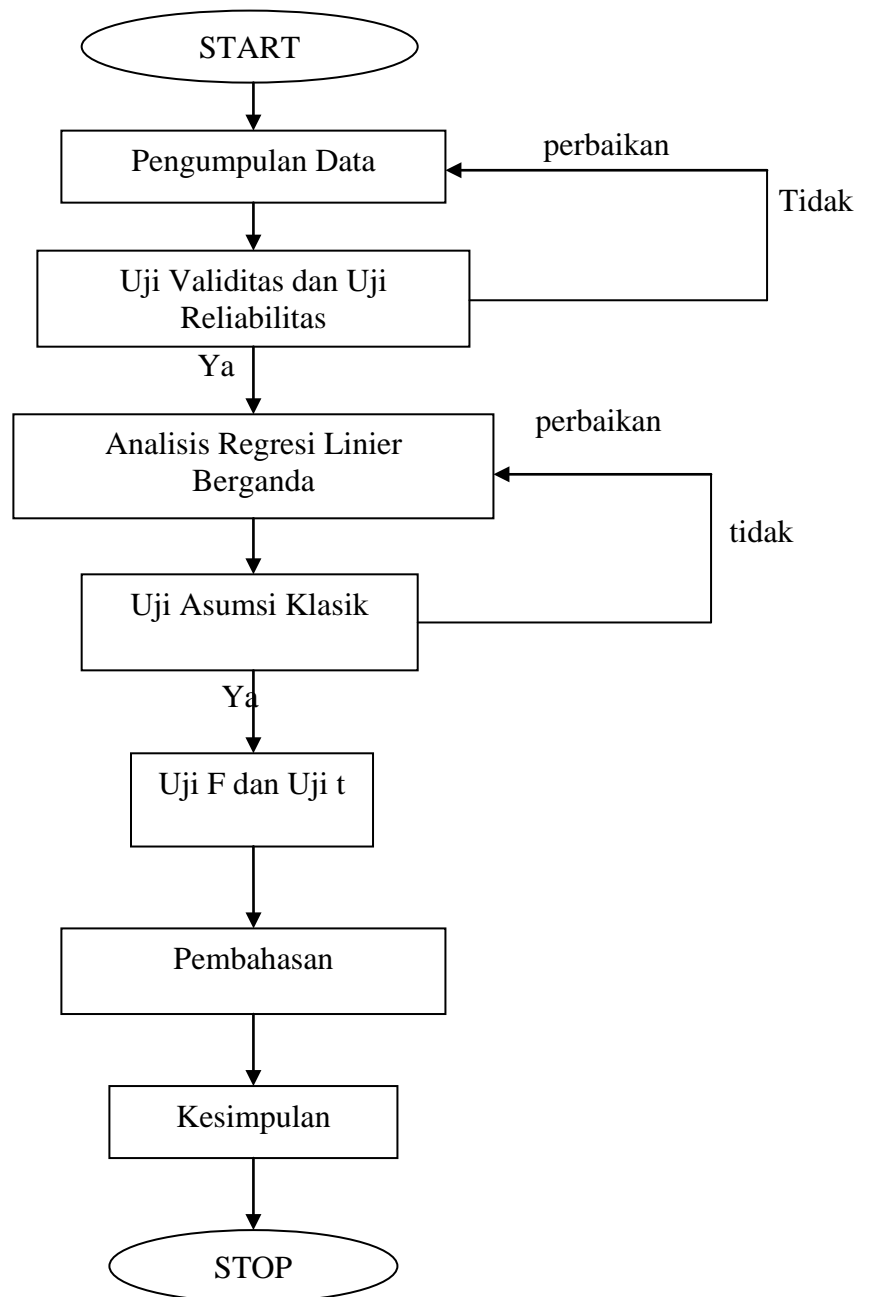 START
Pengumpulan Data
perbaikan
Tidak
Uji Validitas dan Uji
Reliabilitas
Ya
Analisis Regresi Linier
Berganda
perbaikan
tidak
Uji Asumsi Klasik
Ya
Uji F dan Uji t
Pembahasan
Kesimpulan
STOP